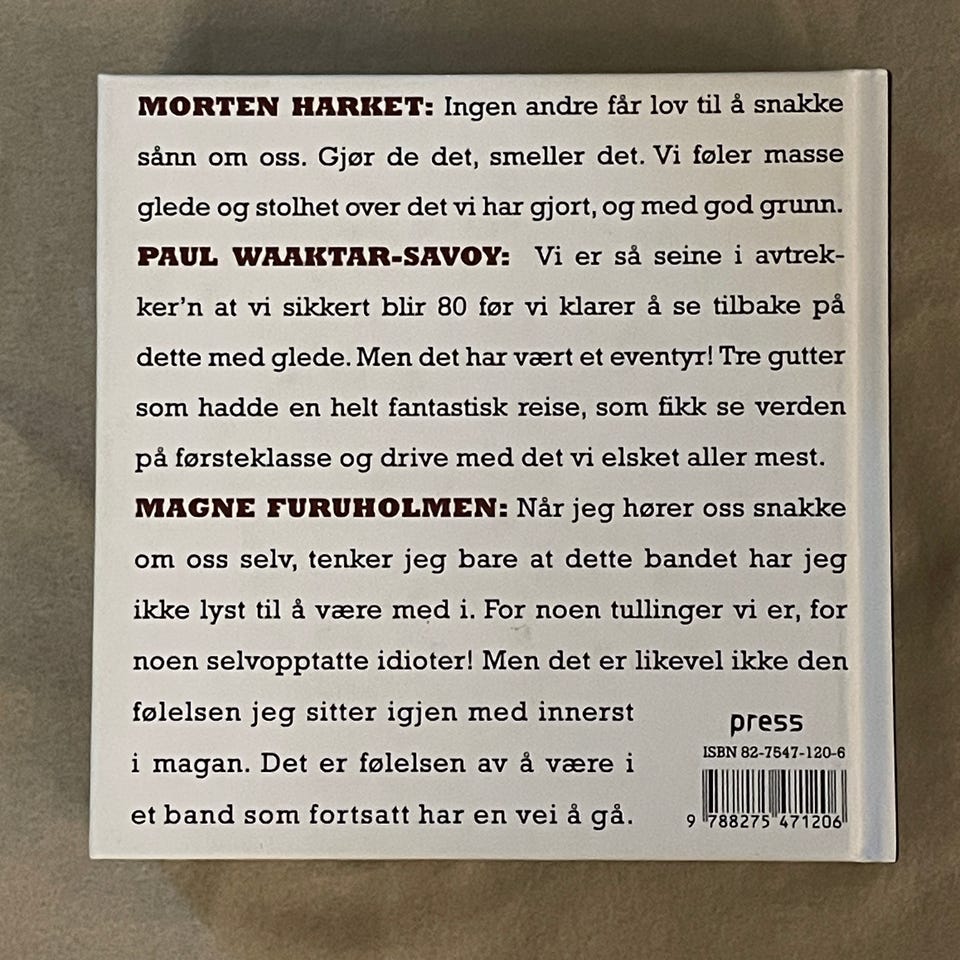 MORTEN HARKET: Ingen andre får lov til å snakke
sånn om oss. Gjør de det, smeller det. Vi føler masse
glede og stolhet over det vi har gjort, og med god grunn.
PAUL WAAKTAR-SAVOY: Vi er så seine i avtrek-
ker'n at vi sikkert blir 80 før vi klarer å se tilbake på
dette med glede. Men det har vært et eventyr! Tre gutter
som hadde en helt fantastisk reise, som fikk se verden
på førsteklasse og drive med det vi elsket aller mest.
MAGNE FURUHOLMEN: Når jeg hører oss snakke
om oss selv, tenker jeg bare at dette bandet har jeg
ikke lyst til å være med i. For noen tullinger vi er, for
noen selvopptatte idioter! Men det er likevel ikke den
følelsen jeg sitter igjen med innerst
i magan. Det er følelsen av å være i
et band som fortsatt har en vei å gå.
press
ISBN 82-7547-120-6
9 788275 471206